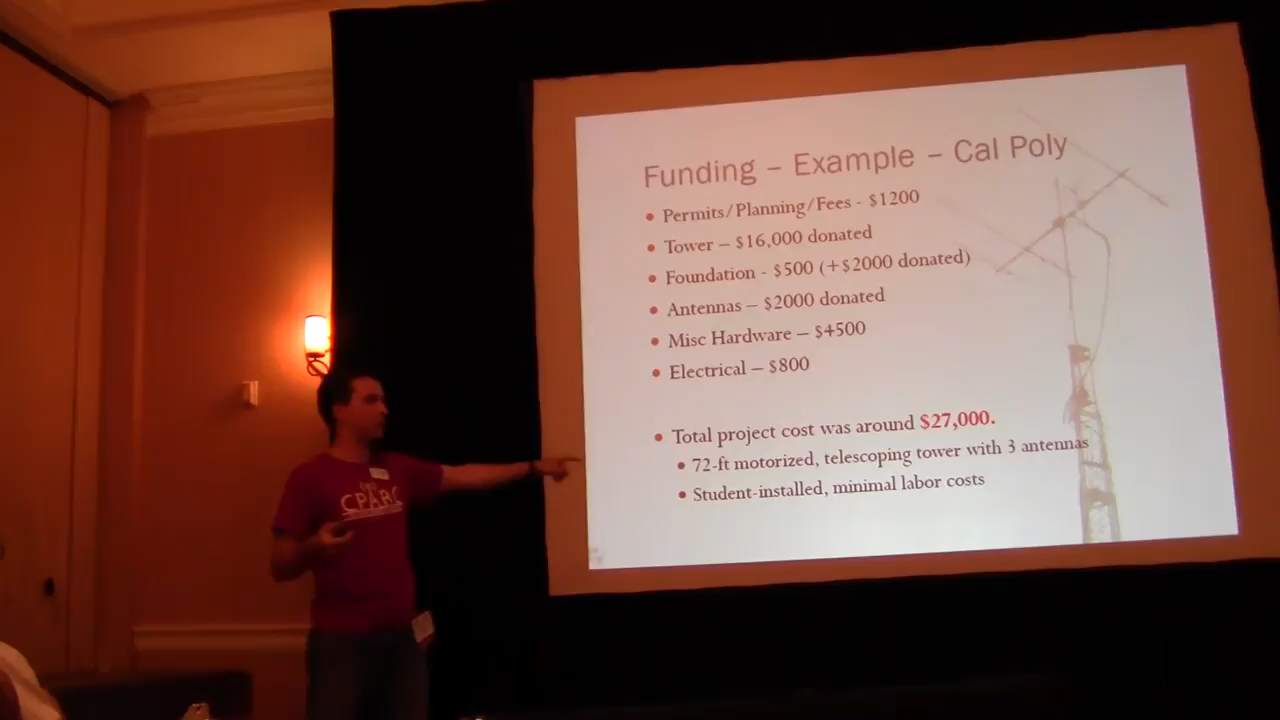 Funding – Example – Cal Poly
• Permits/Planning/Fees - $1200
• Tower – $16,000 donated
• Foundation - $500 (+$2000 donated)
• Antennas – $2000 donated
• Misc Hardware – $4500
• Electrical – $800
• Total project cost was around $27,000.
• 72-ft motorized, telescoping tower with 3 antennas
• Student-installed, minimal labor costs
CPARC